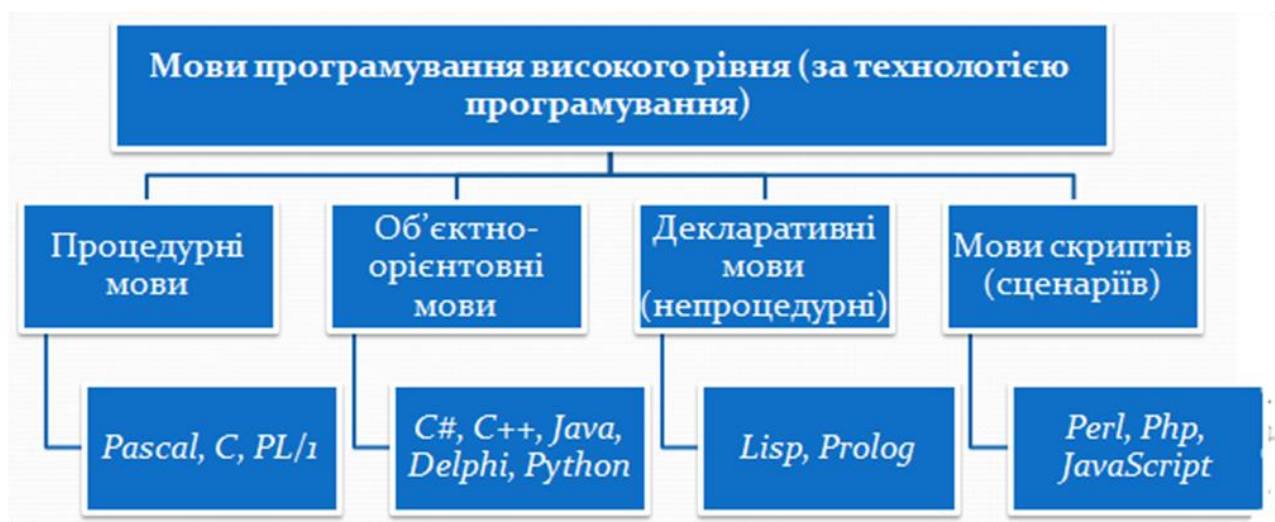 Мови програмування високого рівня (за технологією
програмування)
Процедурні
мови
Об’єктно-
орієнтовні
мови
Декларативні
мови
(непроцедурні)
Мови скриптів
(сценаріїв)
Pascal, C, PL/1
C#, C++, Java,
Delphi, Python
Lisp, Prolog
Perl, Php,
JavaScript